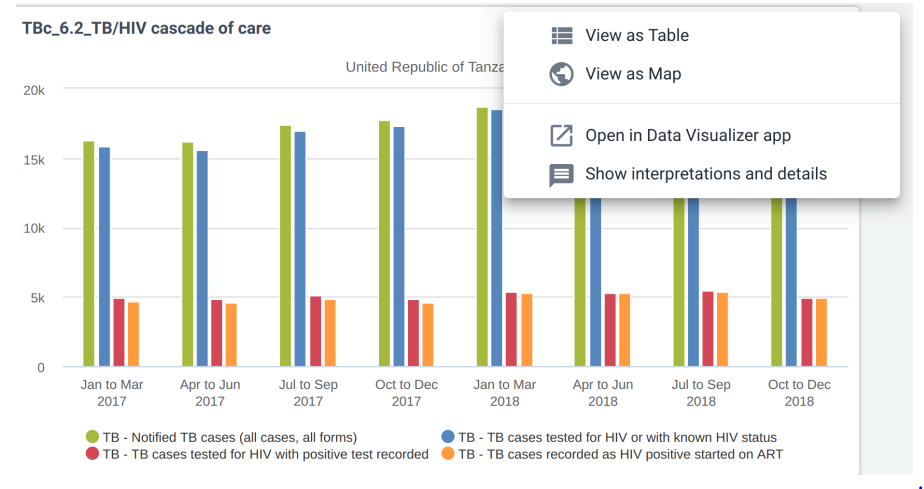 TBc_6.2_TB/HIV cascade of care
United Republic of
View as Table
View as Map
Open in Data Visualizer app
Show interpretations and details
20k
15k
10k
5k
0
Jan to Mar 2017
Apr to Jun 2017
Jul to Sep 2017
Oct to Dec 2017
Jan to Mar 2018
Apr to Jun 2018
Jul to Sep 2018
Oct to Dec 2018
TB - Notified TB cases (all cases, all forms)
TB - TB cases tested for HIV or with known HIV status
TB - TB cases tested for HIV with positive test recorded
TB - TB cases recorded as HIV positive started on ART